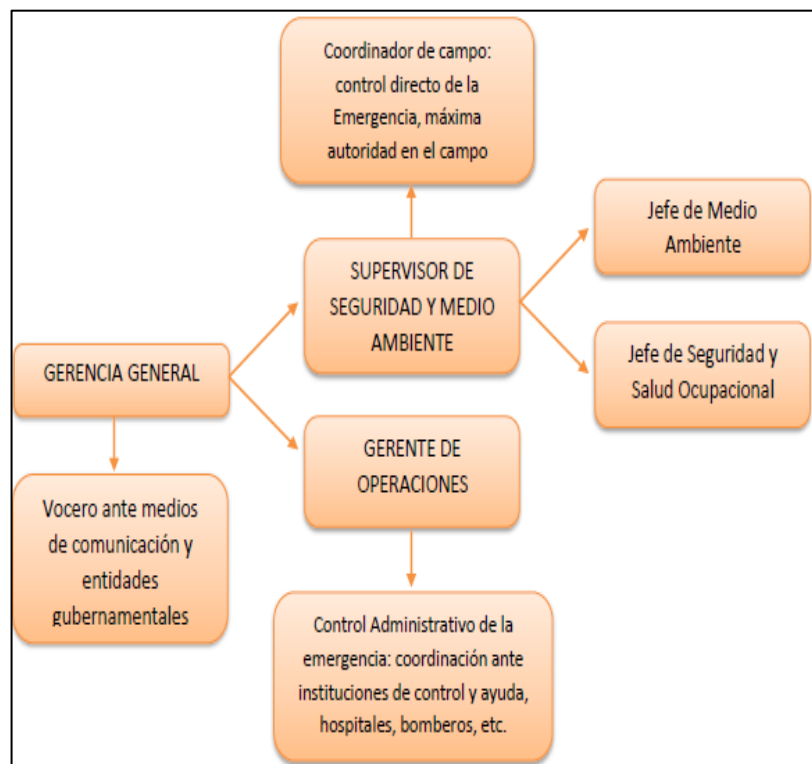 Coordinador de campo:
control directo de la
Emergencia, máxima
autoridad en el campo
Jefe de Medio
Ambiente
SUPERVISOR DE
SEGURIDAD Y MEDIO
AMBIENTE
Jefe de Seguridad y
Salud Ocupacional
GERENCIA GENERAL
GERENTE DE
OPERACIONES
Vocero ante medios
de comunicación y
entidades
gubernamentales
Control Administrativo de la
emergencia: coordinación ante
instituciones de control y ayuda,
hospitales, bomberos, etc.